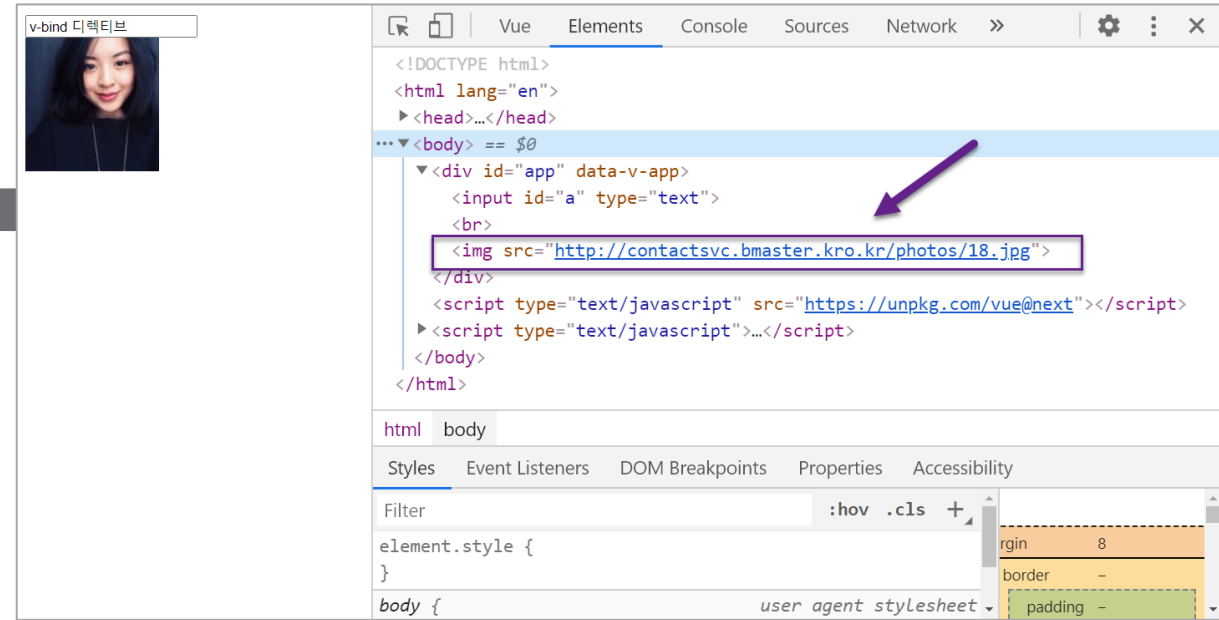 v-bind 디렉티브
Vue Elements Console Sources Network »
<!DOCTYPE html>
<html lang="en">
<head>…</head>
<body> == $0
<div id="app" data-v-app>
<input id="a" type="text">
<br>
<img src="http://contactsvc.bmaster.kro.kr/photos/18.jpg">
</div>
<script type="text/javascript" src="https://unpkg.com/vue@next"></script>
<script type="text/javascript">…</script>
</body>
</html>
html body
Styles Event Listeners DOM Breakpoints Properties Accessibility
Filter :hov .cls +
element.style {
}
body { user agent stylesheet
rgin 8
border –
padding –